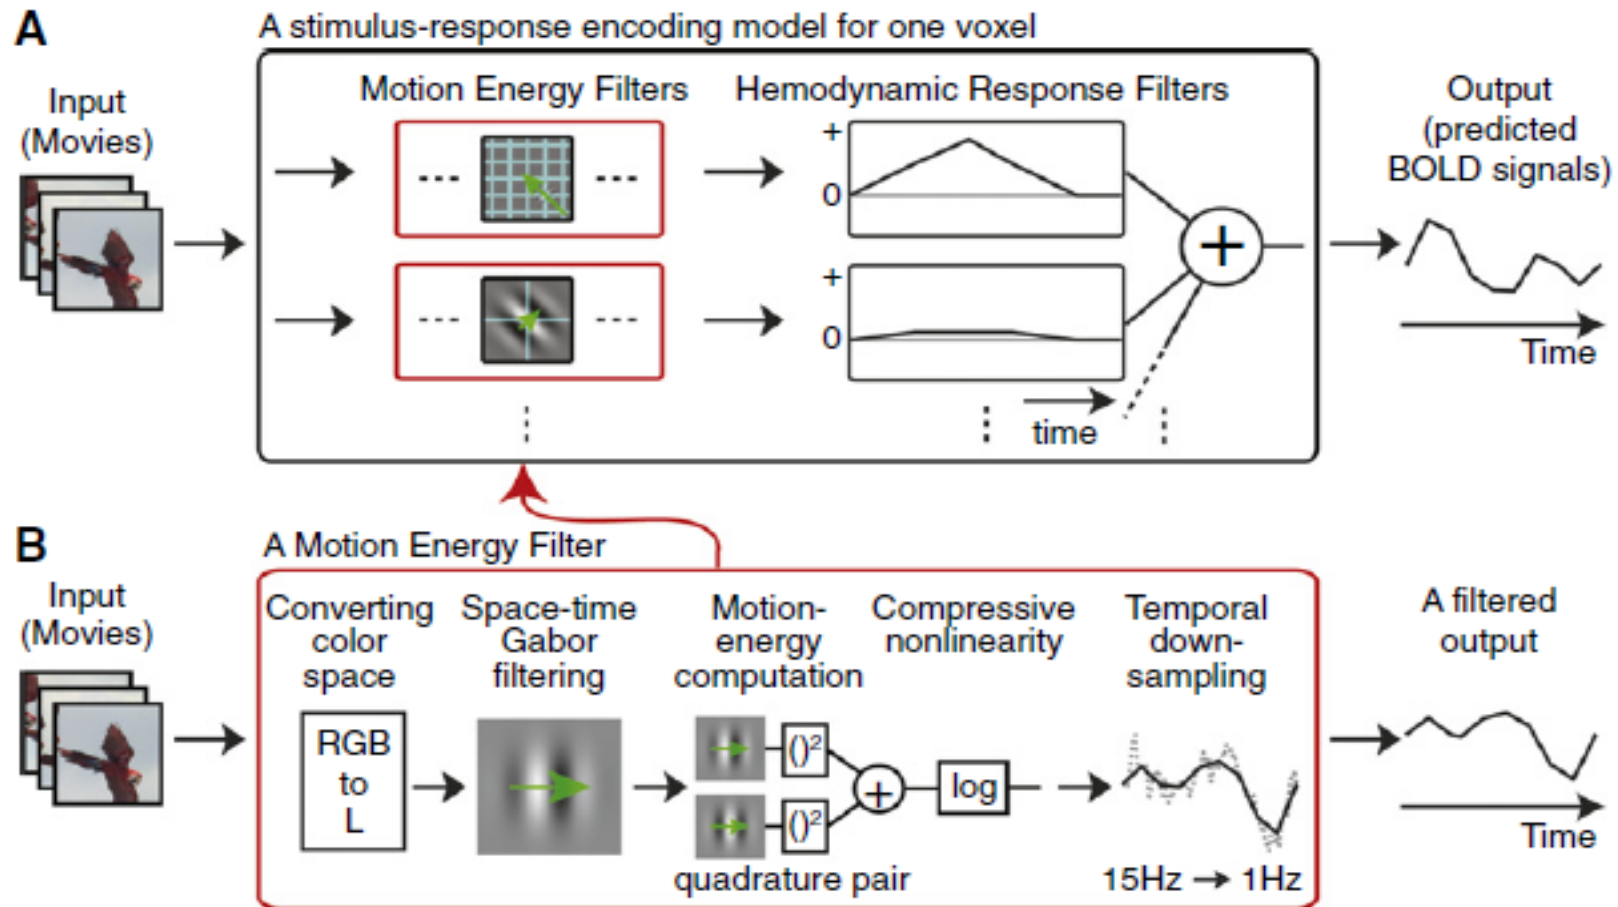 A
A stimulus-response encoding model for one voxel
Input
(Movies)
Motion Energy Filters
Hemodynamic Response Filters
+
0
+
0
time
+
Output
(predicted
BOLD signals)
Time
B
A Motion Energy Filter
Input
(Movies)
Converting
color
space
RGB
to
L
Space-time
Gabor
filtering
Motion-
energy
computation
()²
()²
+
quadrature pair
Compressive
nonlinearity
log
Temporal
down-
sampling
15Hz → 1Hz
A filtered
output
Time